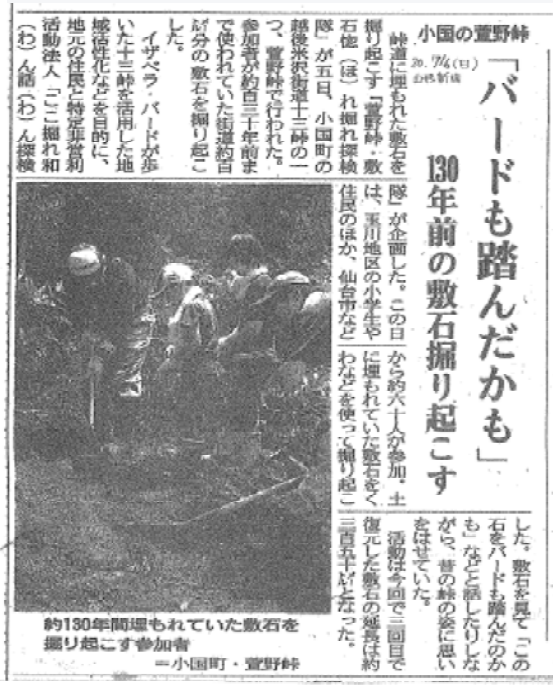 小国の萱野峠
20.7/6(日)
山形新聞
「バードも踏んだかも」
130年前の敷石掘り起こす
峠道に埋もれた敷石を
掘り起こす「萱野峠・敷
石惚(ほ)れ掘れ探検
隊」が五日、小国町の
越後米沢街道十三峠の一
つ、萱野峠で行われた。
参加者が約百三十年前ま
で使われていた街道約百
㍍分の敷石を掘り起こ
した。
イザベラ・バードが歩
いた十三峠を活用した地
域活性化などを目的に、
地元の住民と特定非営利
活動法人「ここ掘れ和
(わ)ん話(わ)ん探検
隊」が企画した。この日
は、玉川地区の小学生や
住民のほか、仙台市など
から約六十人が参加。土
に埋もれていた敷石をく
わなどを使って掘り起こ
した。敷石を見て「この
石をバードも踏んだのか
も」などと話したりしな
がら、昔の峠の姿に思い
をはせていた。
活動は今回で三回目で
復元した敷石の延長は約
三百五十㍍となった。
約130年間埋もれていた敷石を
掘り起こす参加者
=小国町・萱野峠